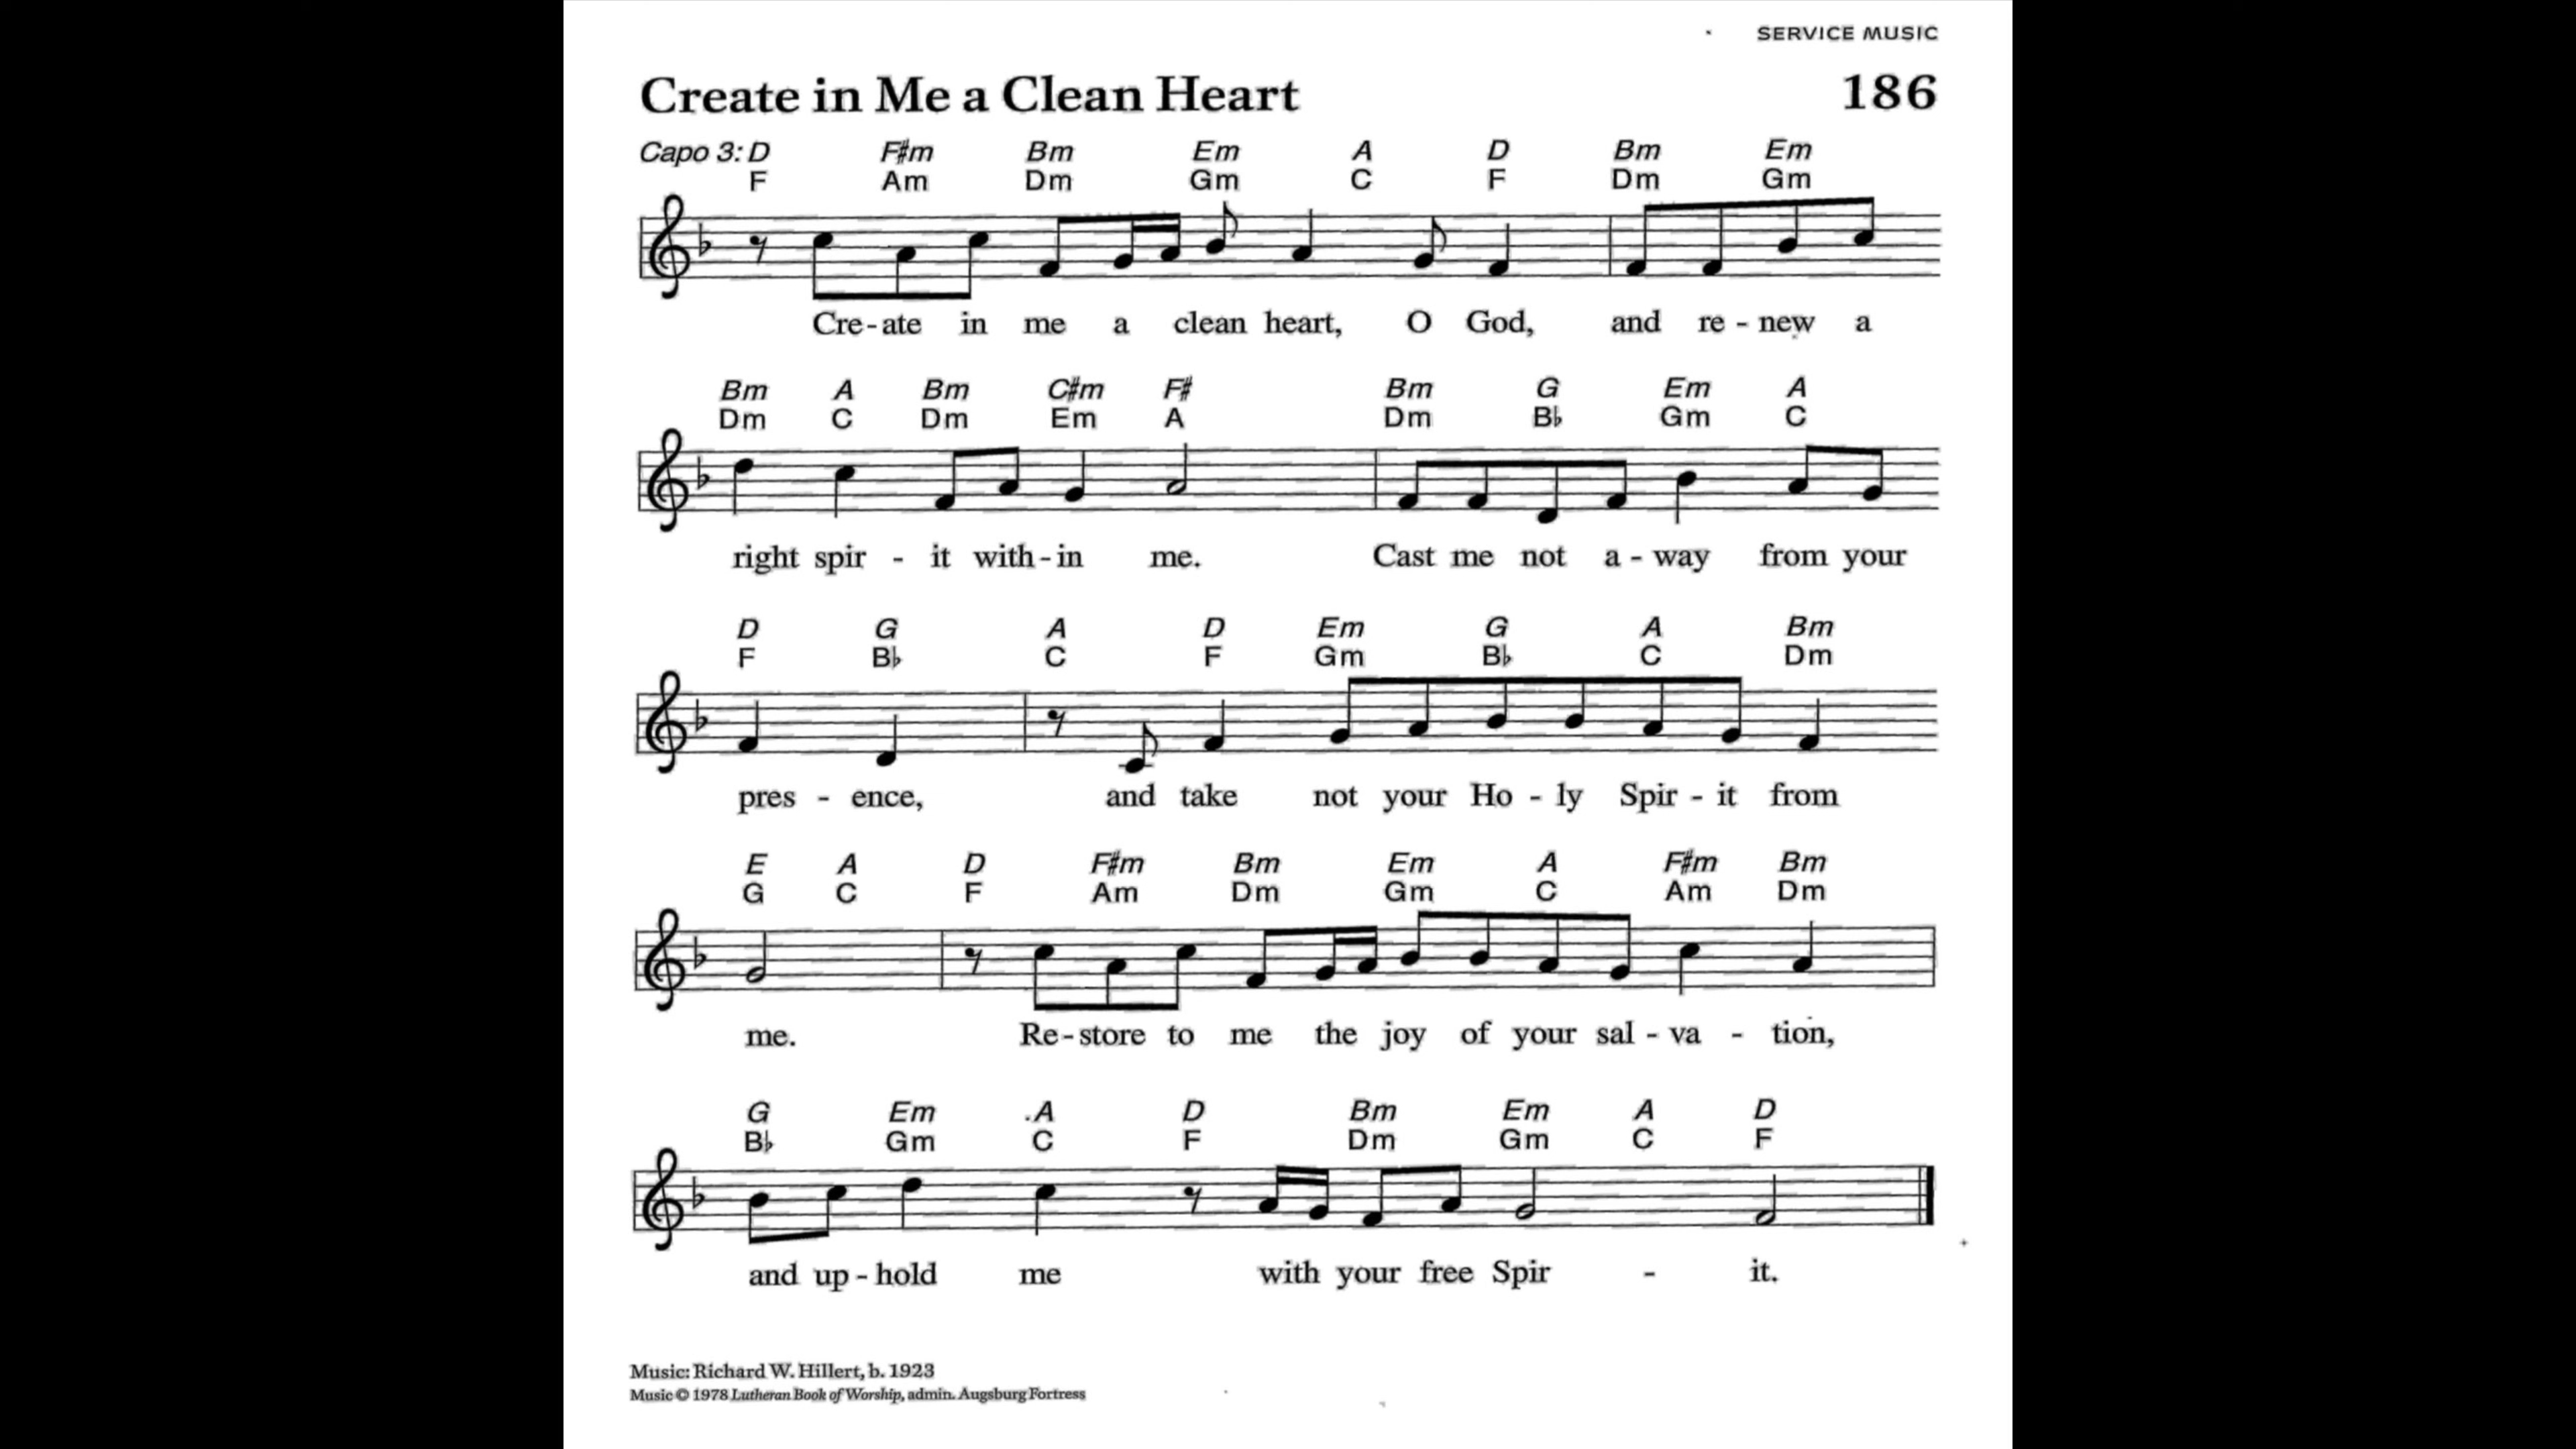 SERVICE MUSIC
Create in Me a Clean Heart 186
Capo 3: D F#m Bm Em A D Bm Em
F Am Dm Gm C F Dm Gm
Cre - ate in me a clean heart, O God, and re - new a
Bm A Bm C#m F# Bm G Em A
Dm C Dm Em A Dm B♭ Gm C
right spir - it with - in me. Cast me not a - way from your
D G A D Em G A Bm
F B♭ C F Gm B♭ C Dm
pres - ence, and take not your Ho - ly Spir - it from
E A D F#m Bm Em A F#m Bm
G C F Am Dm Gm C Am Dm
me. Re - store to me the joy of your sal - va - tion,
G Em A D Bm Em A D
B♭ Gm C F Dm Gm C F
and up - hold me with your free Spir - it.
Music: Richard W. Hillert, b. 1923
Music © 1978 Lutheran Book of Worship, admin. Augsburg Fortress